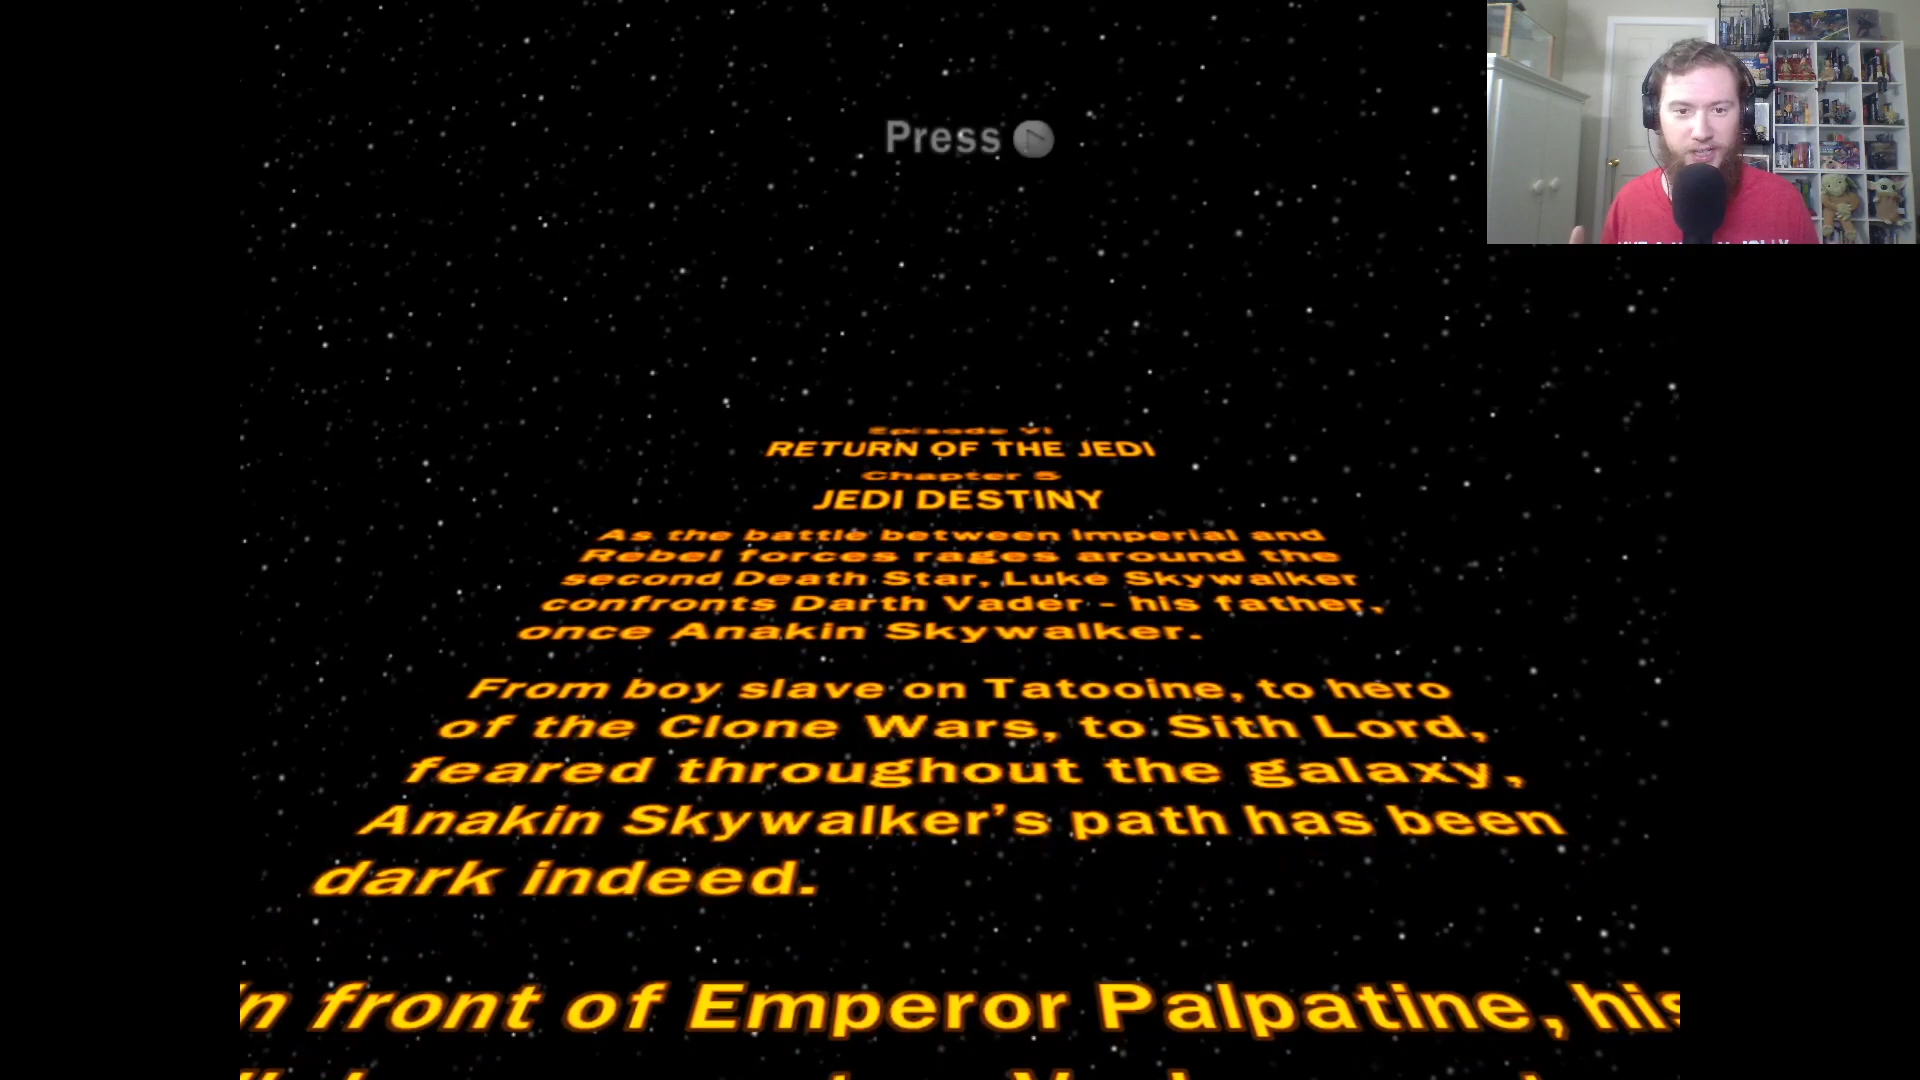 Press
Episode VI
RETURN OF THE JEDI
Chapter 5
JEDI DESTINY
As the battle between Imperial and
Rebel forces rages around the
second Death Star, Luke Skywalker
confronts Darth Vader - his father,
once Anakin Skywalker.
From boy slave on Tatooine, to hero
of the Clone Wars, to Sith Lord,
feared throughout the galaxy,
Anakin Skywalker's path has been
dark indeed.
In front of Emperor Palpatine, his